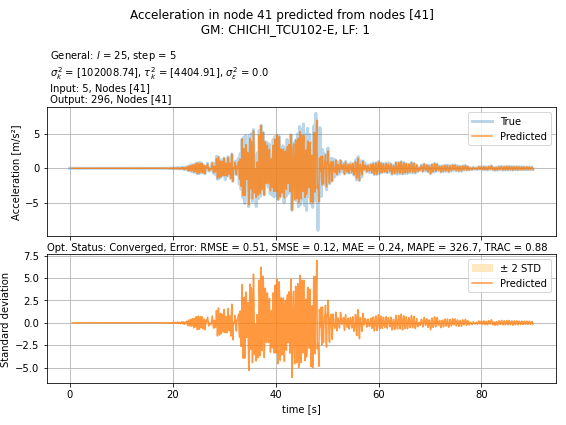 Acceleration in node 41 predicted from nodes [41]
GM: CHICHI_TCU102-E, LF: 1
General: l = 25, step = 5
σ²ₖ = [102008.74], τ²ₖ = [4404.91], σ²ε = 0.0
Input: 5, Nodes [41]
Output: 296, Nodes [41]
Acceleration [m/s²]
5
0
−5
True
Predicted
Opt. Status: Converged, Error: RMSE = 0.51, SMSE = 0.12, MAE = 0.24, MAPE = 326.7, TRAC = 0.88
Standard deviation
7.5
5.0
2.5
0.0
−2.5
−5.0
± 2 STD
Predicted
0 20 40 60 80
time [s]